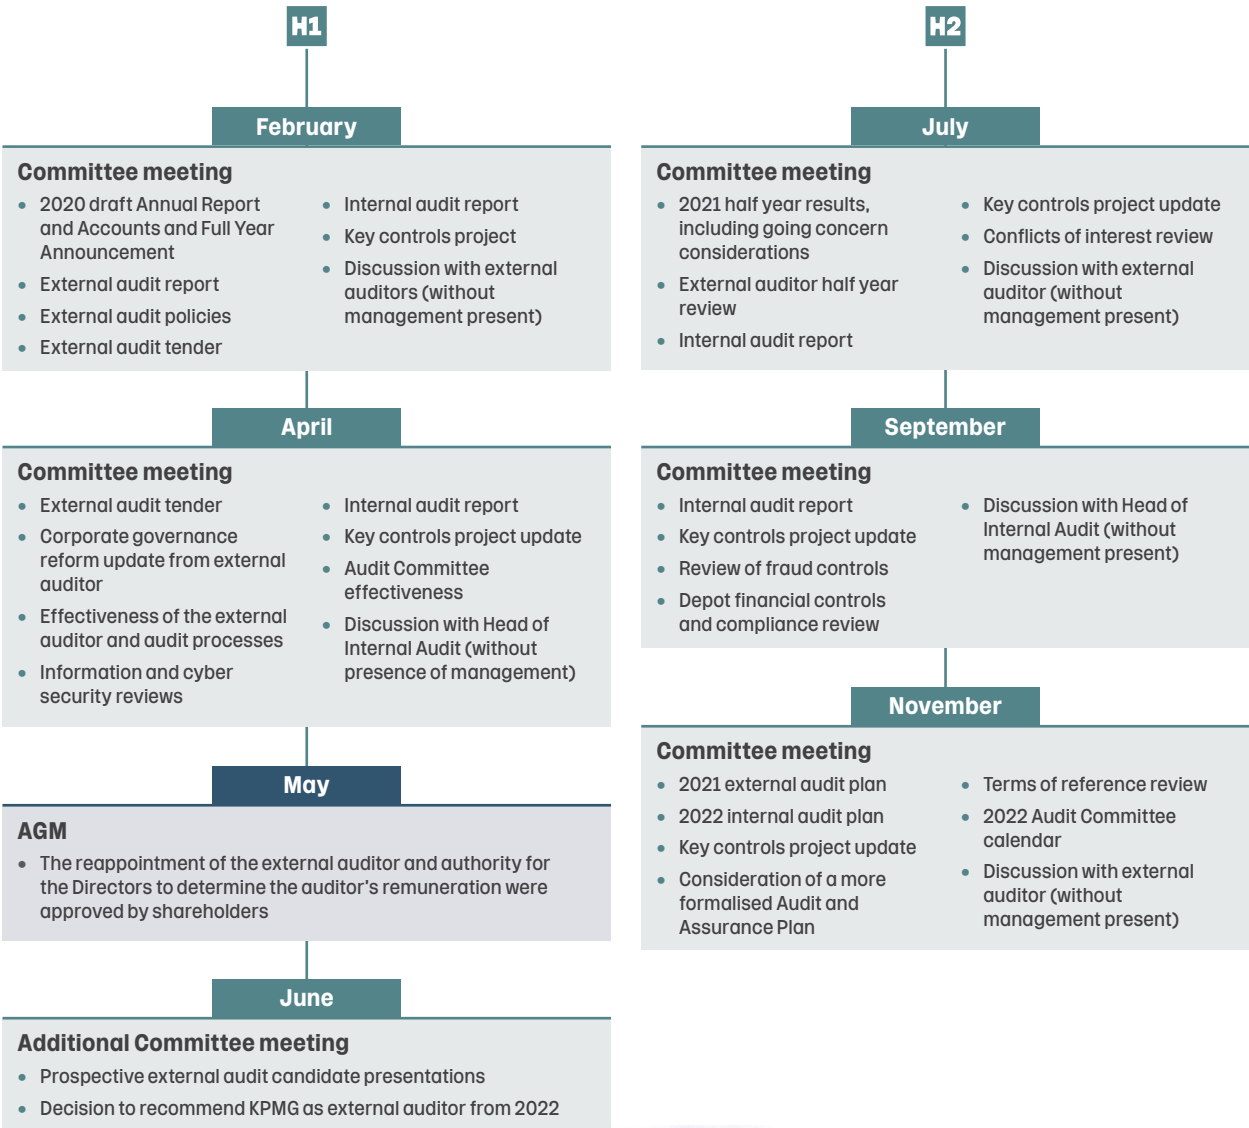 H1
February
Committee meeting
2020 draft Annual Report
and Accounts and Full Year
Announcement
External audit report
External audit policies
External audit tender
Internal audit report
Key controls project
Discussion with external
auditors (without
management present)
April
Committee meeting
External audit tender
Corporate governance
reform update from external
auditor
Effectiveness of the external
auditor and audit processes
Information and cyber
security reviews
Internal audit report
Key controls project update
Audit Committee
effectiveness
Discussion with Head of
Internal Audit (without
presence of management)
May
AGM
The reappointment of the external auditor and authority for
the Directors to determine the auditor's remuneration were
approved by shareholders
June
Additional Committee meeting
Prospective external audit candidate presentations
Decision to recommend KPMG as external auditor from 2022
H2
July
Committee meeting
2021 half year results,
including going concern
considerations
External auditor half year
review
Internal audit report
Key controls project update
Conflicts of interest review
Discussion with external
auditor (without
management present)
September
Committee meeting
Internal audit report
Key controls project update
Review of fraud controls
Depot financial controls
and compliance review
Discussion with Head of
Internal Audit (without
management present)
November
Committee meeting
2021 external audit plan
2022 internal audit plan
Key controls project update
Consideration of a more
formalised Audit and
Assurance Plan
Terms of reference review
2022 Audit Committee
calendar
Discussion with external
auditor (without
management present)